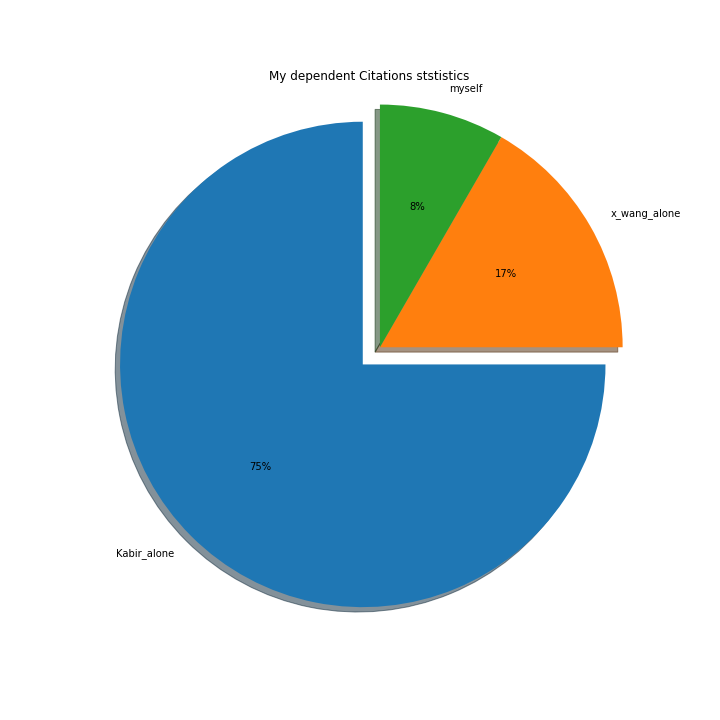 My dependent Citations ststistics
myself
8%
x_wang_alone
17%
75%
Kabir_alone